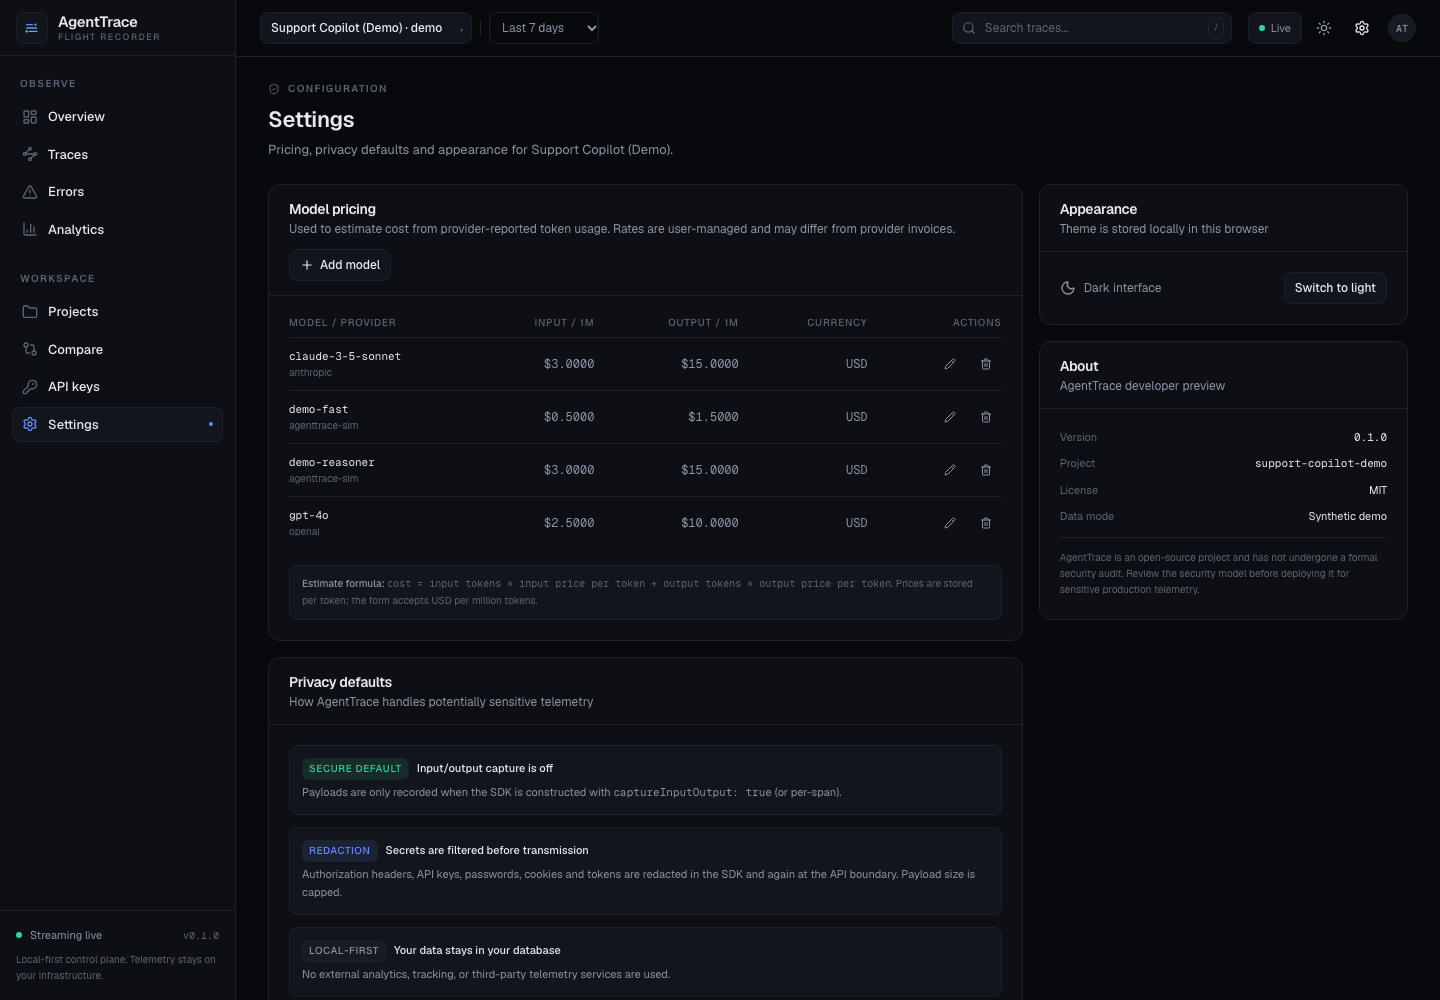 AgentTrace
FLIGHT RECORDER
OBSERVE
Overview
Traces
Errors
Analytics
WORKSPACE
Projects
Compare
API keys
Settings
Streaming live v0.1.0
Local-first control plane. Telemetry stays on
your infrastructure.
Support Copilot (Demo) · demo
Last 7 days
Search traces... /
Live
AT
CONFIGURATION
Settings
Pricing, privacy defaults and appearance for Support Copilot (Demo).
Model pricing
Used to estimate cost from provider-reported token usage. Rates are user-managed and may differ from provider invoices.
Add model
MODEL / PROVIDER INPUT / 1M OUTPUT / 1M CURRENCY ACTIONS
claude-3-5-sonnet
anthropic
$3.0000 $15.0000 USD
demo-fast
agenttrace-sim
$0.5000 $1.5000 USD
demo-reasoner
agenttrace-sim
$3.0000 $15.0000 USD
gpt-4o
openai
$2.5000 $10.0000 USD
Estimate formula: cost = input tokens × input price per token + output tokens × output price per token. Prices are stored
per token; the form accepts USD per million tokens.
Privacy defaults
How AgentTrace handles potentially sensitive telemetry
SECURE DEFAULT Input/output capture is off
Payloads are only recorded when the SDK is constructed with captureInputOutput: true (or per-span).
REDACTION Secrets are filtered before transmission
Authorization headers, API keys, passwords, cookies and tokens are redacted in the SDK and again at the API boundary. Payload size is
capped.
LOCAL-FIRST Your data stays in your database
No external analytics, tracking, or third-party telemetry services are used.
Appearance
Theme is stored locally in this browser
Dark interface
Switch to light
About
AgentTrace developer preview
Version 0.1.0
Project support-copilot-demo
License MIT
Data mode Synthetic demo
AgentTrace is an open-source project and has not undergone a formal
security audit. Review the security model before deploying it for
sensitive production telemetry.